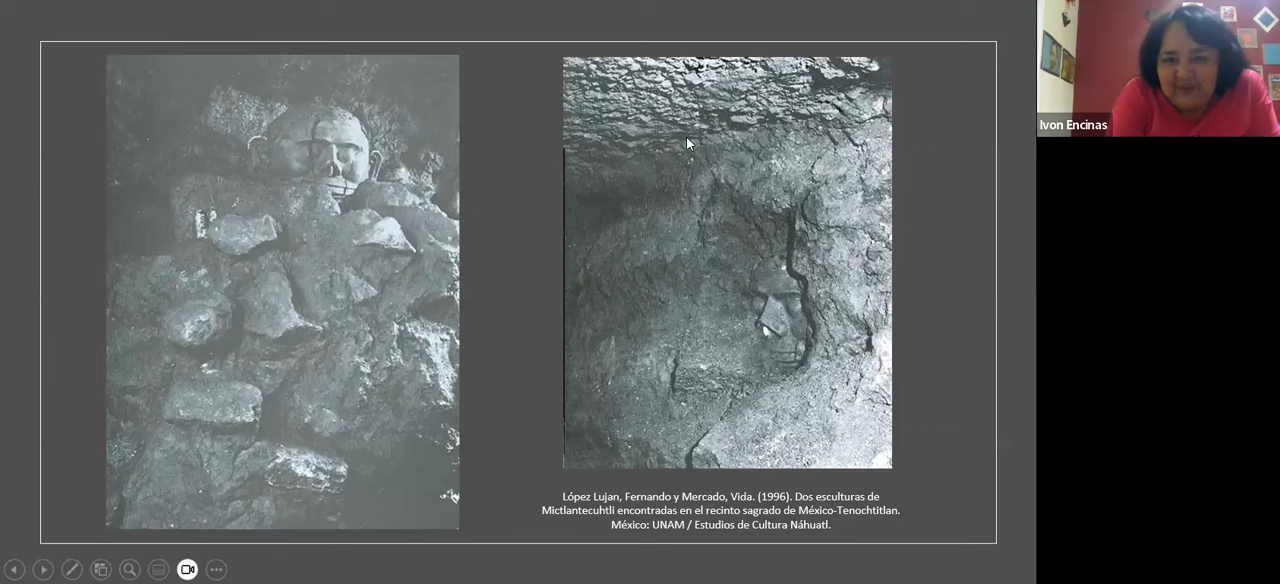 Ivon Encinas
López Lujan, Fernando y Mercado, Vida. (1996). Dos esculturas de
Mictlantecuhtli encontradas en el recinto sagrado de México-Tenochtitlan.
México: UNAM / Estudios de Cultura Náhuatl.